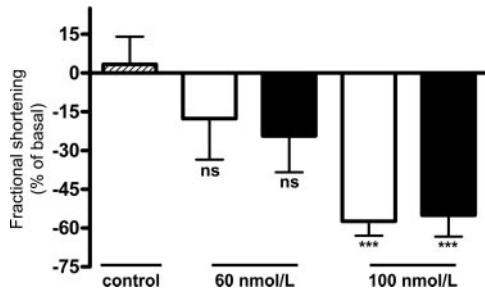 Fractional shortening
(% of basal)
15
0
-15
-30
-45
-60
-75
ns
ns
***
***
control
60 nmol/L
100 nmol/L